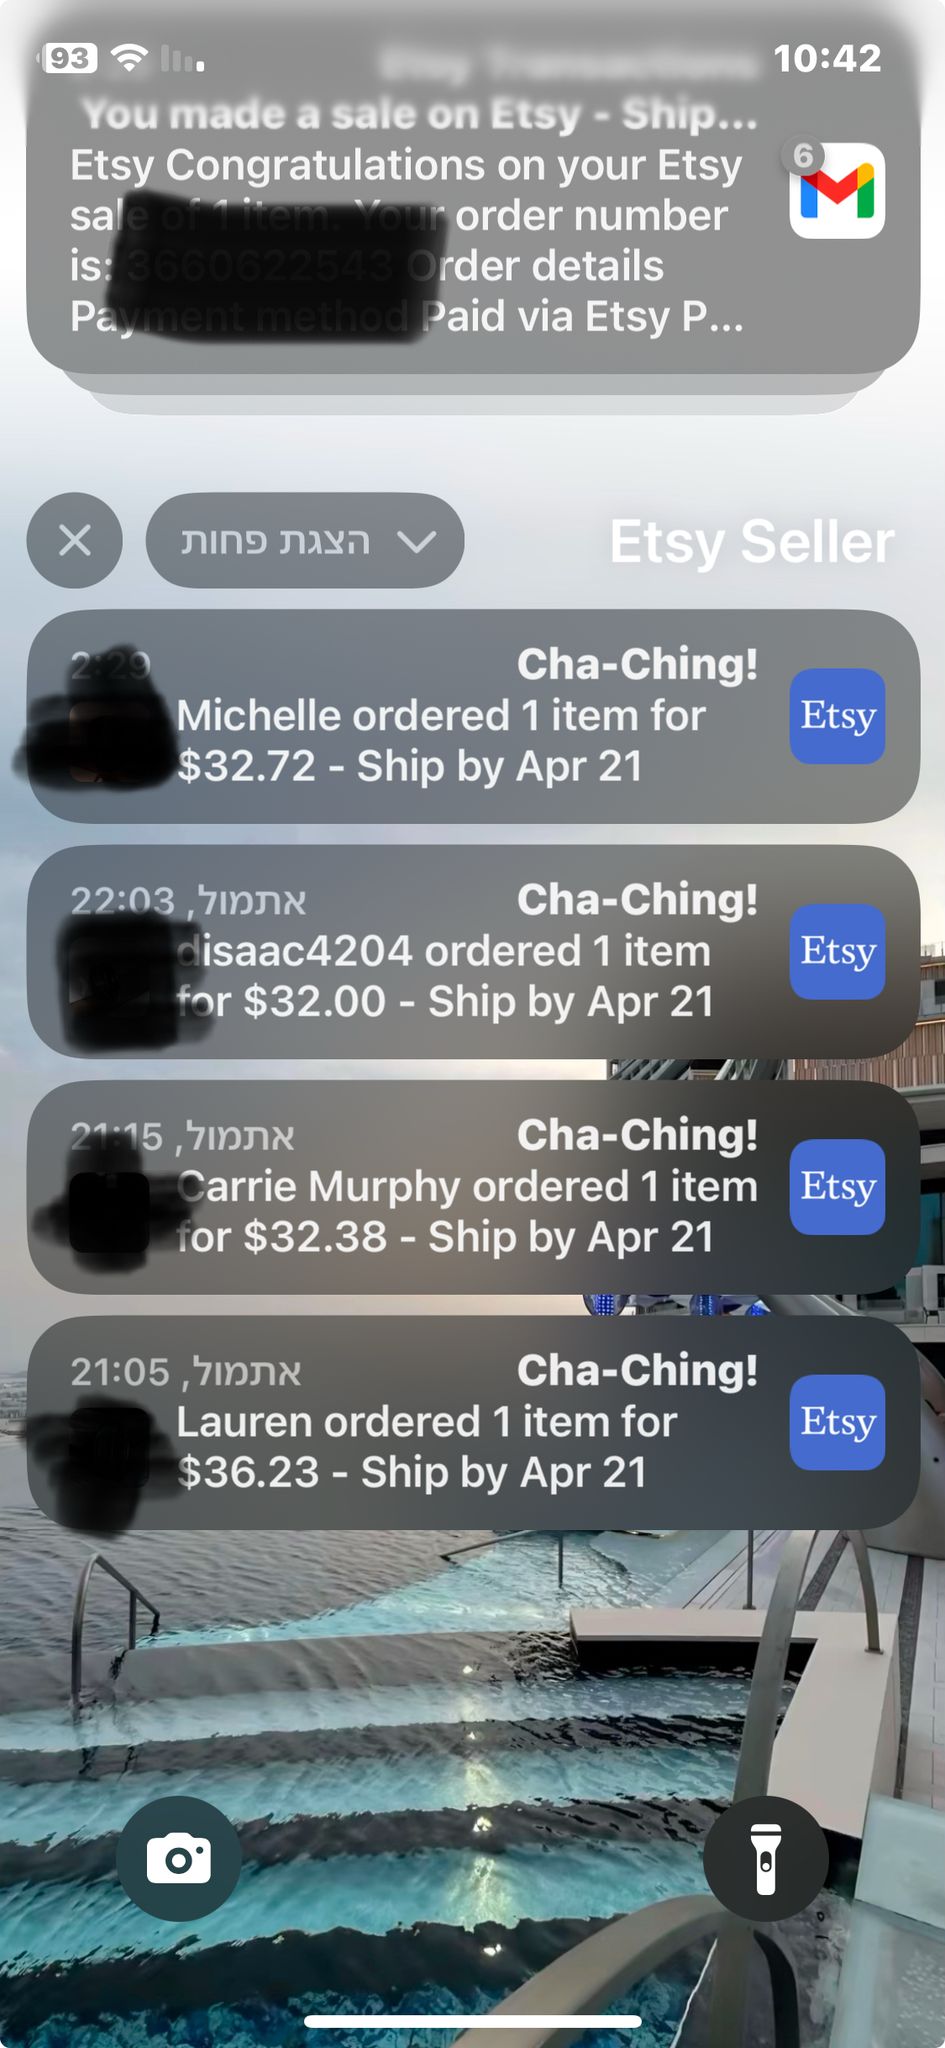 93
10:42
Etsy Transactions
You made a sale on Etsy - Ship...
Etsy Congratulations on your Etsy
sale of 1 item. Your order number
is: Order details
Payment method Paid via Etsy P...
6
הצגת פחות
Etsy Seller
2:29
Cha-Ching!
Michelle ordered 1 item for
$32.72 - Ship by Apr 21
Etsy
אתמול, 22:03
Cha-Ching!
disaac4204 ordered 1 item
for $32.00 - Ship by Apr 21
Etsy
אתמול, 21:15
Cha-Ching!
Carrie Murphy ordered 1 item
for $32.38 - Ship by Apr 21
Etsy
אתמול, 21:05
Cha-Ching!
Lauren ordered 1 item for
$36.23 - Ship by Apr 21
Etsy